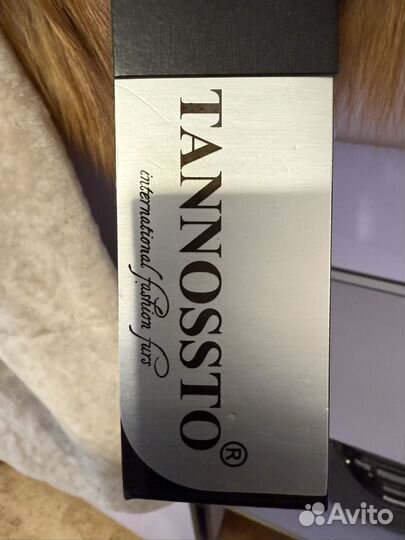 TANNOSSTO®
international fashion furs
Avito